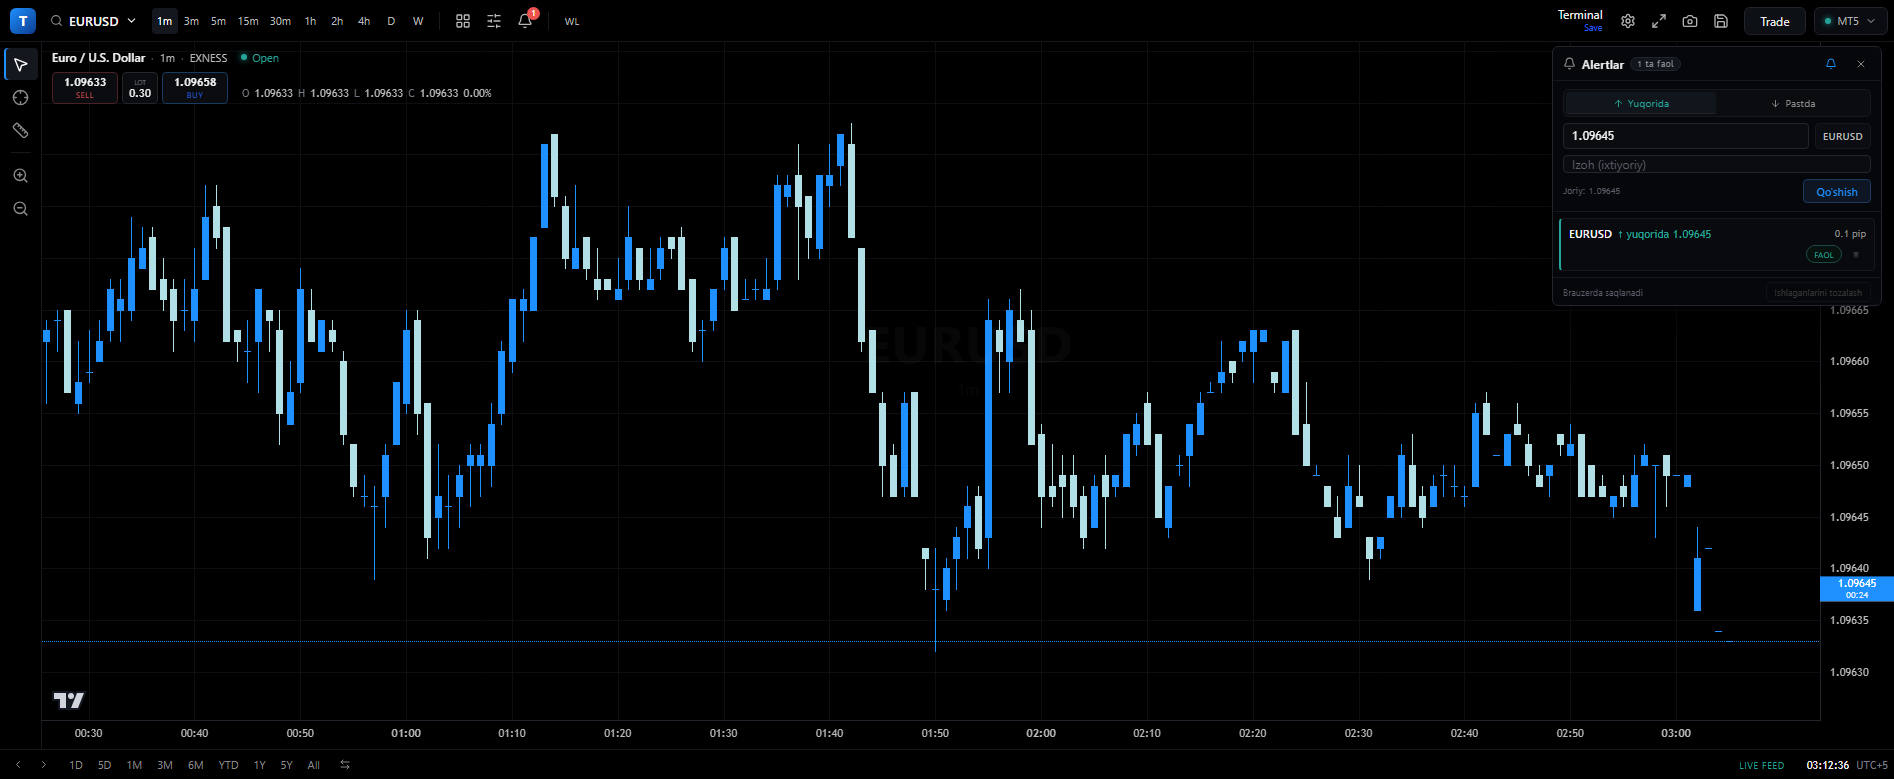 T EURUSD 1m 3m 5m 15m 30m 1h 2h 4h D W 1 WL Terminal Save Trade MT5
Euro / U.S. Dollar · 1m · EXNESS Open
1.09633 SELL LOT 0.30 1.09658 BUY O 1.09633 H 1.09633 L 1.09633 C 1.09633 0.00%
Alertlar 1 ta faol
↑ Yuqorida ↓ Pastda
1.09645 EURUSD
Izoh (ixtiyoriy)
Joriy: 1.09645 Qo'shish
EURUSD ↑ yuqorida 1.09645 0.1 pip
FAOL
Brauzerda saqlanadi Ishlaganlarini tozalash
EURUSD
1m
1.09665
1.09660
1.09655
1.09650
1.09645
1.09640
1.09645
00:24
1.09635
1.09630
00:30 00:40 00:50 01:00 01:10 01:20 01:30 01:40 01:50 02:00 02:10 02:20 02:30 02:40 02:50 03:00
1D 5D 1M 3M 6M YTD 1Y 5Y All LIVE FEED 03:12:36 UTC+5